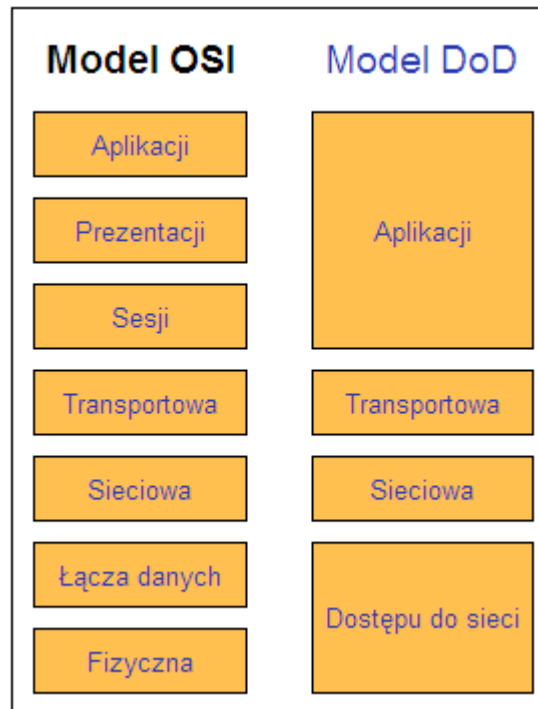 Model OSI
Aplikacji
Prezentacji
Sesji
Transportowa
Sieciowa
Łącza danych
Fizyczna
Model DoD
Aplikacji
Transportowa
Sieciowa
Dostępu do sieci